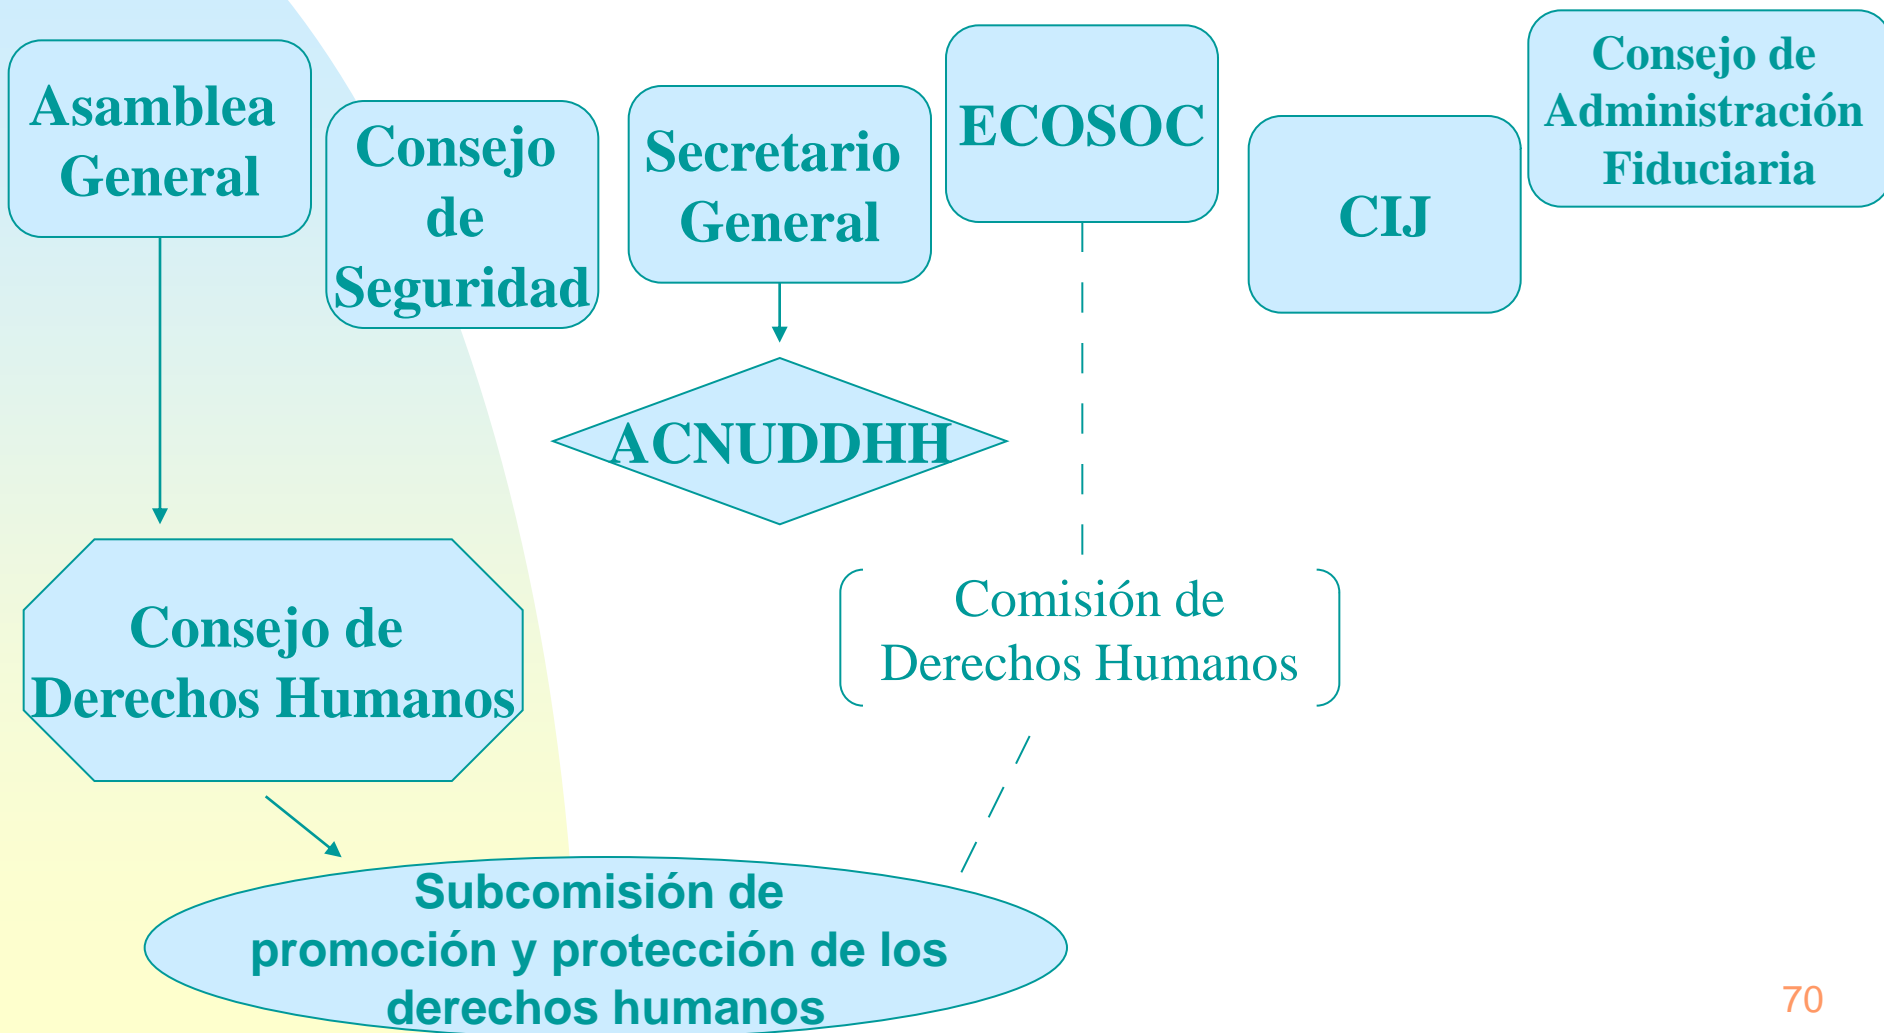 Asamblea
General
Consejo
de
Seguridad
Secretario
General
ECOSOC
CIJ
Consejo de
Administración
Fiduciaria
ACNUDDHH
Consejo de
Derechos Humanos
Comisión de
Derechos Humanos
Subcomisión de
promoción y protección de los
derechos humanos
70